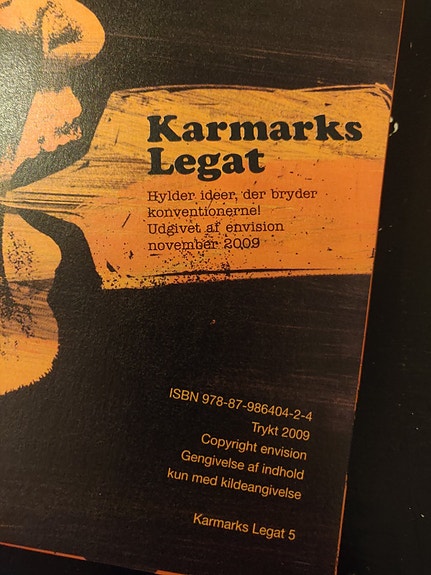 Karmarks
Legat
Hylder ideer, der bryder
konventionerne!
Udgivet af envision
november 2009
ISBN 978-87-986404-2-4
Trykt 2009
Copyright envision
Gengivelse af indhold
kun med kildeangivelse
Karmarks Legat 5